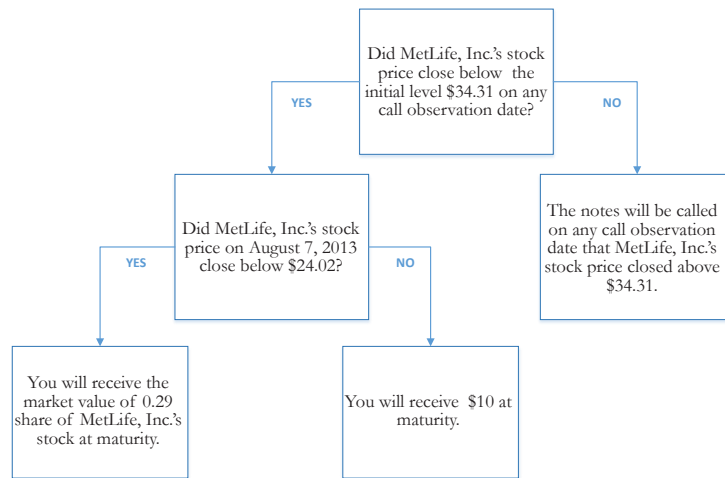 Did MetLife, Inc.'s stock
price close below the
initial level $34.31 on any
call observation date?
YES
NO
Did MetLife, Inc.'s stock
price on August 7, 2013
close below $24.02?
The notes will be called
on any call observation
date that MetLife, Inc.'s
stock price closed above
$34.31.
YES
NO
You will receive the
market value of 0.29
share of MetLife, Inc.'s
stock at maturity.
You will receive $10 at
maturity.